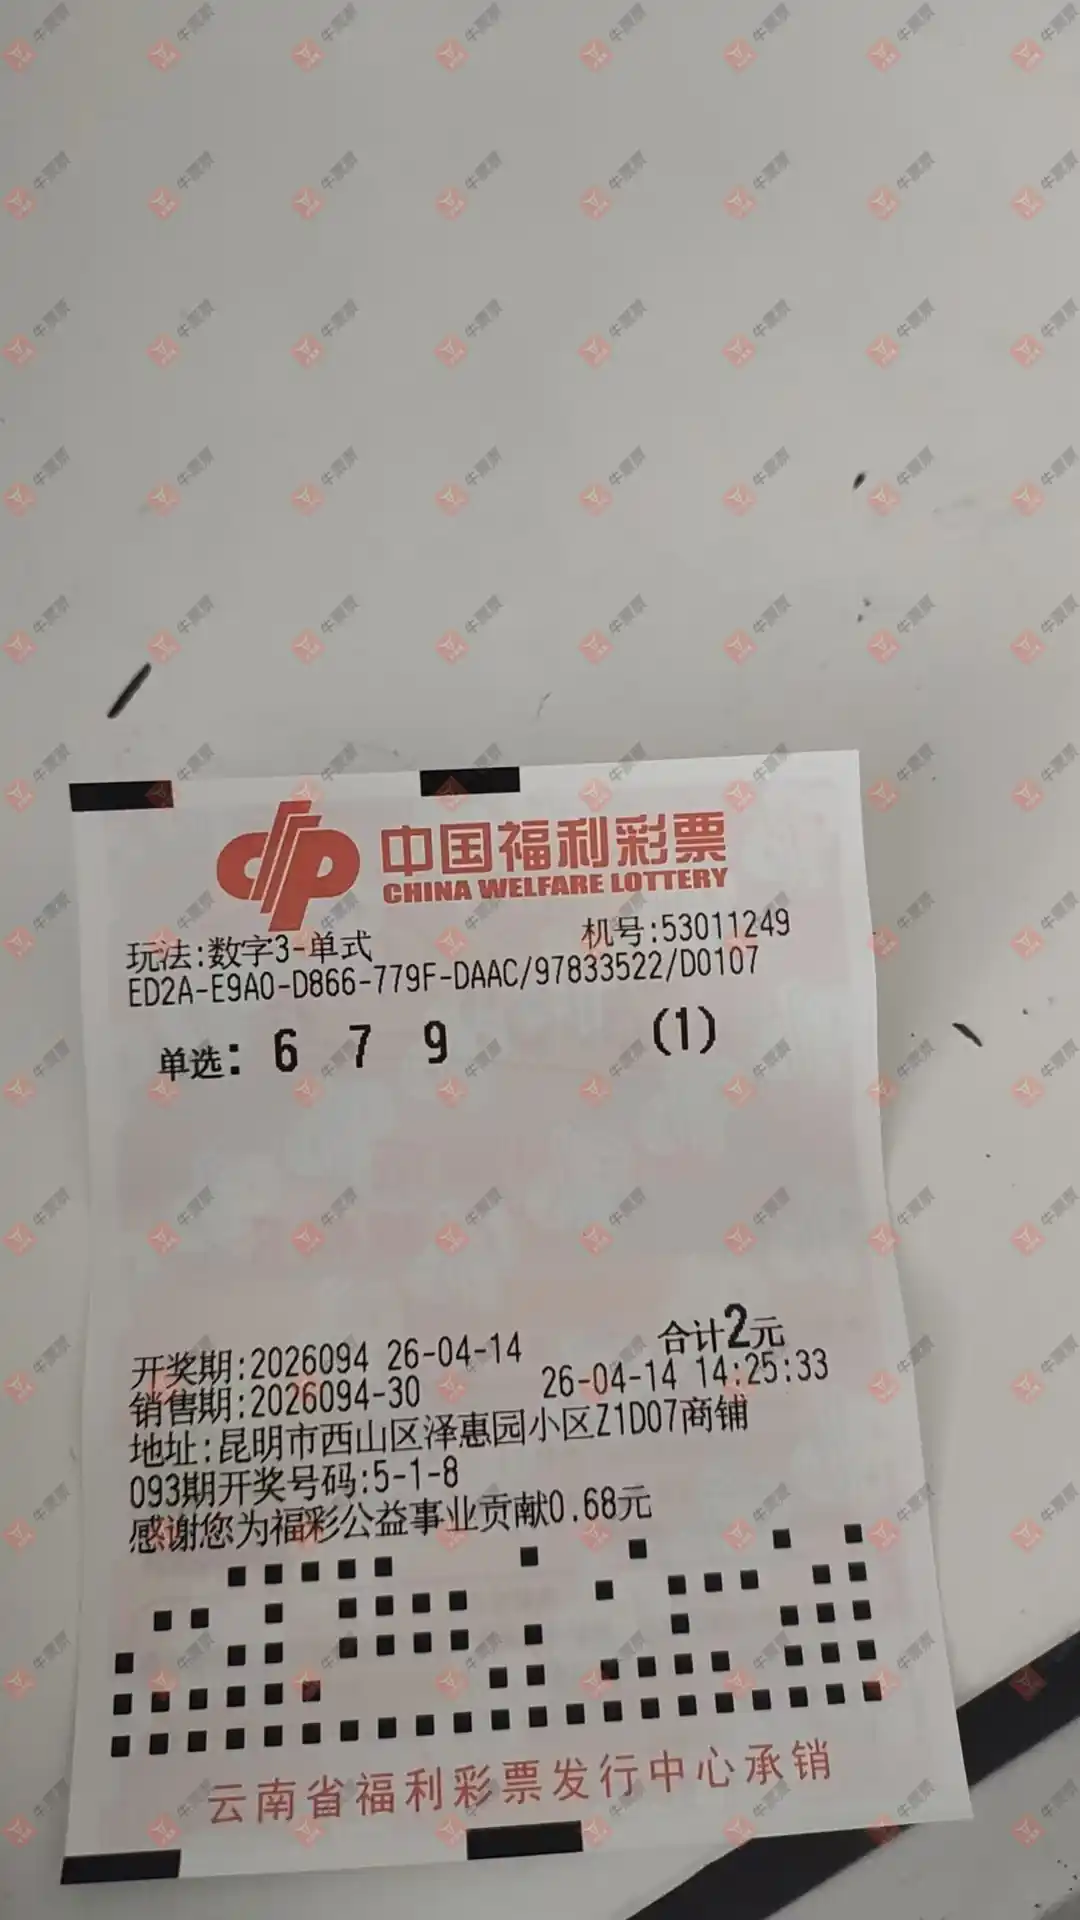 中国福利彩票
CHINA WELFARE LOTTERY
玩法:数字3-单式 机号:53011249
ED2A-E9A0-D866-779F-DAAC/97833522/D0107
单选: 6 7 9 (1)
合计2元
开奖期:2026094 26-04-14
销售期:2026094-30 26-04-14 14:25:33
地址:昆明市西山区泽惠园小区Z1D07商铺
093期开奖号码:5-1-8
感谢您为福彩公益事业贡献0.68元
云南省福利彩票发行中心承销